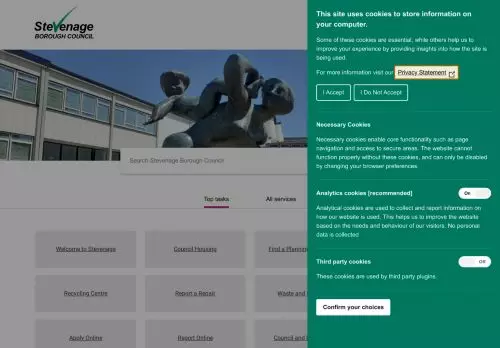 Stevenage
BOROUGH COUNCIL
Search Stevenage Borough Council
Top tasks
All services
Welcome to Stevenage
Council Housing
Find a Planning
Recycling Centre
Report a Repair
Waste and
Apply Online
Report Online
Council and
This site uses cookies to store information on
your computer.
Some of these cookies are essential, while others help us to
improve your experience by providing insights into how the site is
being used.
For more information visit our Privacy Statement
I Accept
I Do Not Accept
Necessary Cookies
Necessary cookies enable core functionality such as page
navigation and access to secure areas. The website cannot
function properly without these cookies, and can only be disabled
by changing your browser preferences.
Analytics cookies [recommended]
On
Analytical cookies are used to collect and report information on
how our website is used. This helps us to improve the website
based on the needs and behaviour of our visitors. No personal
data is collected
Third party cookies
Off
These cookies are used by third party plugins.
Confirm your choices